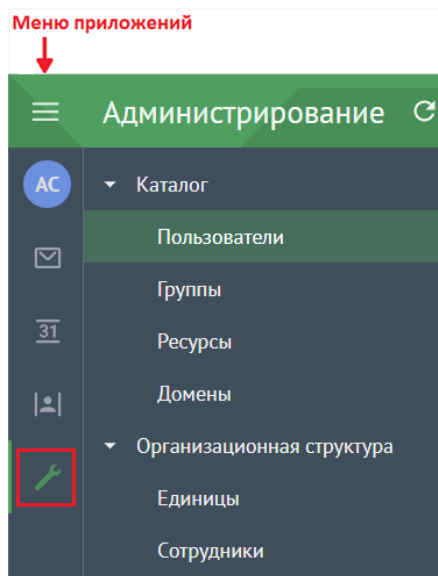 Меню приложений
Администрирование
АС
Каталог
Пользователи
Группы
31
Ресурсы
Домены
Организационная структура
Единицы
Сотрудники